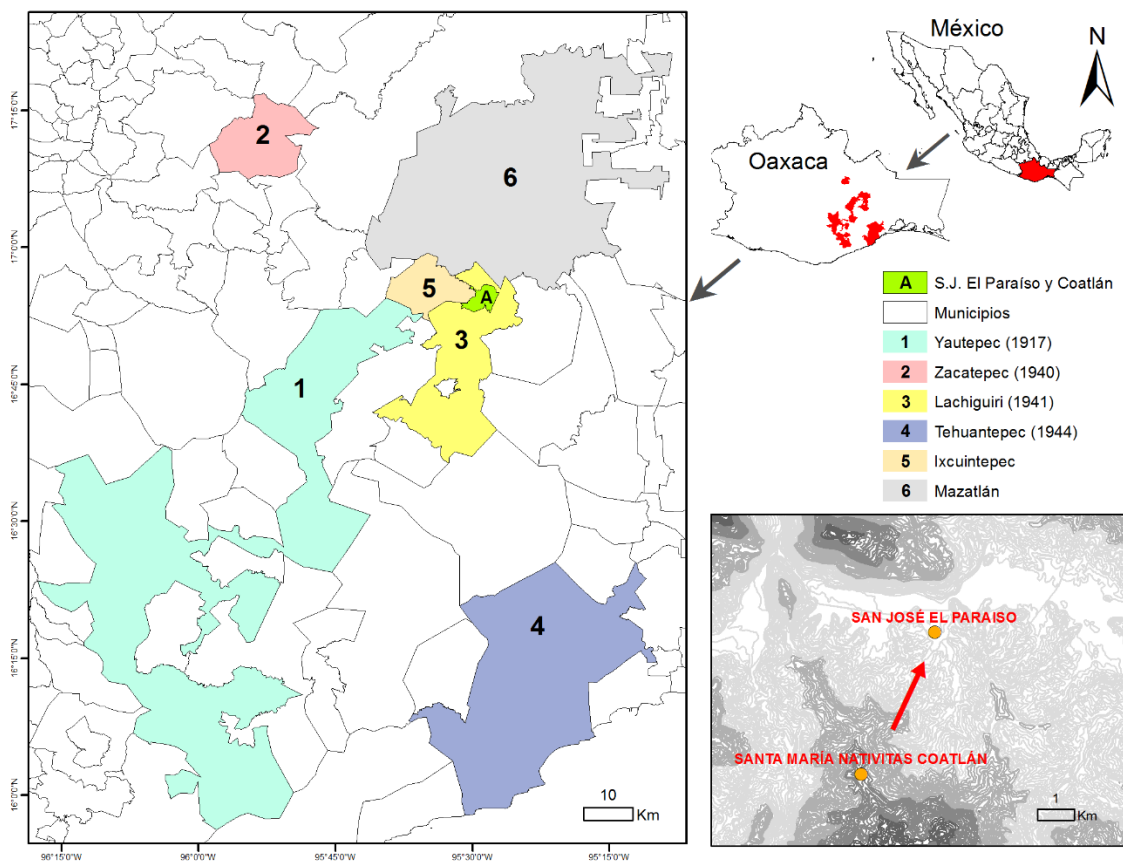 México
N
Oaxaca
A S.J. El Paraíso y Coatlán
Municipios
1 Yautepec (1917)
2 Zacatepec (1940)
3 Lachiguiri (1941)
4 Tehuantepec (1944)
5 Ixcuintepec
6 Mazatlán
17°15'0"N
17°0'0"N
16°45'0"N
16°30'0"N
16°15'0"N
16°0'0"N
2
6
5
A
3
1
4
10
Km
96°15'0"W
96°0'0"W
95°45'0"W
95°30'0"W
95°15'0"W
SAN JOSÉ EL PARAISO
SANTA MARÍA NATIVITAS COATLÁN
1
Km